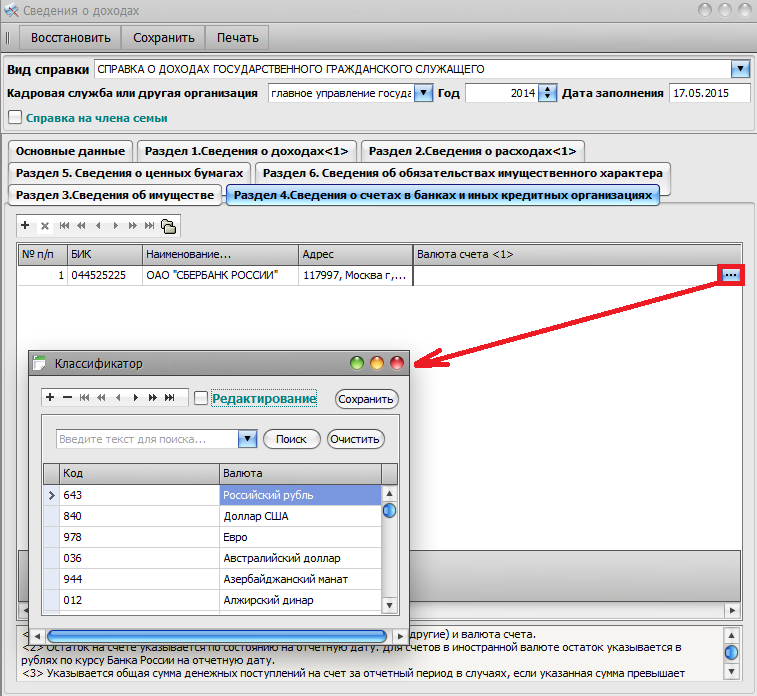 Сведения о доходах
Восстановить Сохранить Печать
Вид справки СПРАВКА О ДОХОДАХ ГОСУДАРСТВЕННОГО ГРАЖДАНСКОГО СЛУЖАЩЕГО
Кадровая служба или другая организация главное управление госуда Год 2014 Дата заполнения 17.05.2015
Справка на члена семьи
Основные данные Раздел 1.Сведения о доходах<1> Раздел 2.Сведения о расходах<1>
Раздел 5. Сведения о ценных бумагах Раздел 6. Сведения об обязательствах имущественного характера
Раздел 3.Сведения об имуществе Раздел 4.Сведения о счетах в банках и иных кредитных организациях
№ п/п БИК Наименование... Адрес Валюта счета <1>
1 044525225 ОАО "СБЕРБАНК РОССИИ" 117997, Москва г,... ...
Классификатор
Редактирование Сохранить
Введите текст для поиска... Поиск Очистить
Код Валюта
643 Российский рубль
840 Доллар США
978 Евро
036 Австралийский доллар
944 Азербайджанский манат
012 Алжирский динар
другие) и валюта счета.
<2> Остаток на счете указывается по состоянию на отчетную дату. Для счетов в иностранной валюте остаток указывается в
рублях по курсу Банка России на отчетную дату.
<3> Указывается общая сумма денежных поступлений на счет за отчетный период в случаях, если указанная сумма превышает